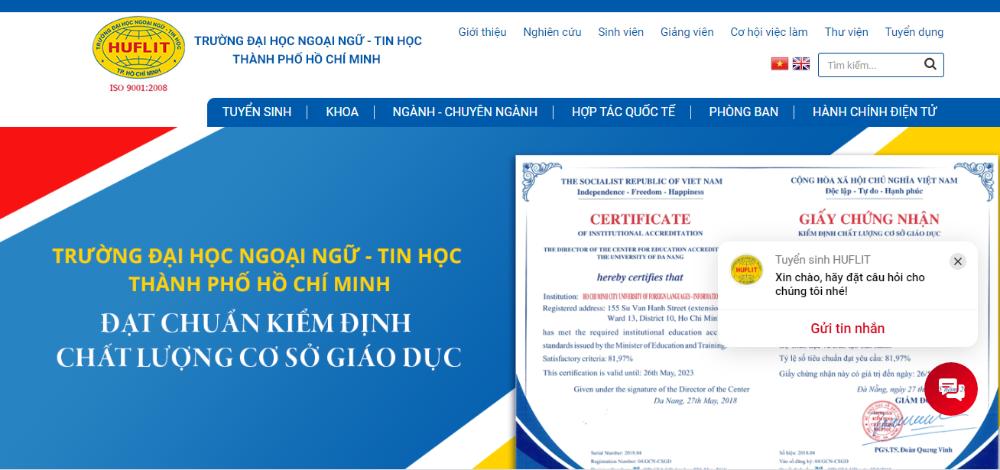 TRƯỜNG ĐẠI HỌC NGOẠI NGỮ - TIN HỌC
HUFLIT
TP. HỒ CHÍ MINH
ISO 9001:2008
TRƯỜNG ĐẠI HỌC NGOẠI NGỮ - TIN HỌC
THÀNH PHỐ HỒ CHÍ MINH
Giới thiệu Nghiên cứu Sinh viên Giảng viên Cơ hội việc làm Thư viện Tuyển dụng
Tìm kiếm...
TUYỂN SINH KHOA NGÀNH - CHUYÊN NGÀNH HỢP TÁC QUỐC TẾ PHÒNG BAN HÀNH CHÍNH ĐIỆN TỬ
TRƯỜNG ĐẠI HỌC NGOẠI NGỮ - TIN HỌC
THÀNH PHỐ HỒ CHÍ MINH
ĐẠT CHUẨN KIỂM ĐỊNH
CHẤT LƯỢNG CƠ SỞ GIÁO DỤC
THE SOCIALIST REPUBLIC OF VIET NAM
Independence - Freedom - Happiness
CERTIFICATE
OF INSTITUTIONAL ACCREDITATION
THE DIRECTOR OF THE CENTER FOR EDUCATION ACCREDIT
THE UNIVERSITY OF DA NANG
hereby certifies that
Institution: HO CHI MINH CITY UNIVERSITY OF FOREIGN LANGUAGES - INFORMATIO
Registered address: 155 Su Van Hanh Street (extensio
Ward 13, District 10, Ho Chi Min
has met the required institutional education acc
standards issued by the Minister of Education and Training.
Satisfactory criteria: 81,97%
This certification is valid until: 26th May, 2023
Given under the signature of the Director of the Center
Da Nang, 27th May, 2018
Serial Number: 2018.04
Registration Number: 04/GCN-CSGD
CỘNG HÒA XÃ HỘI CHỦ NGHĨA VIỆT NAM
Độc lập - Tự do - Hạnh phúc
GIẤY CHỨNG NHẬN
KIỂM ĐỊNH CHẤT LƯỢNG CƠ SỞ GIÁO DỤC
HUFLIT
Tuyển sinh HUFLIT
Xin chào, hãy đặt câu hỏi cho
chúng tôi nhé!
Gửi tin nhắn
Tỷ lệ số tiêu chuẩn đạt yêu cầu: 81,97%
Giấy chứng nhận này có giá trị đến ngày: 26/
Đà Nẵng, ngày 27
GIÁM Đ
PGS.TS. Đoàn Quang Vinh
Số hiệu: 2018.04
Vào sổ đăng ký: 04/GCN-CSGD